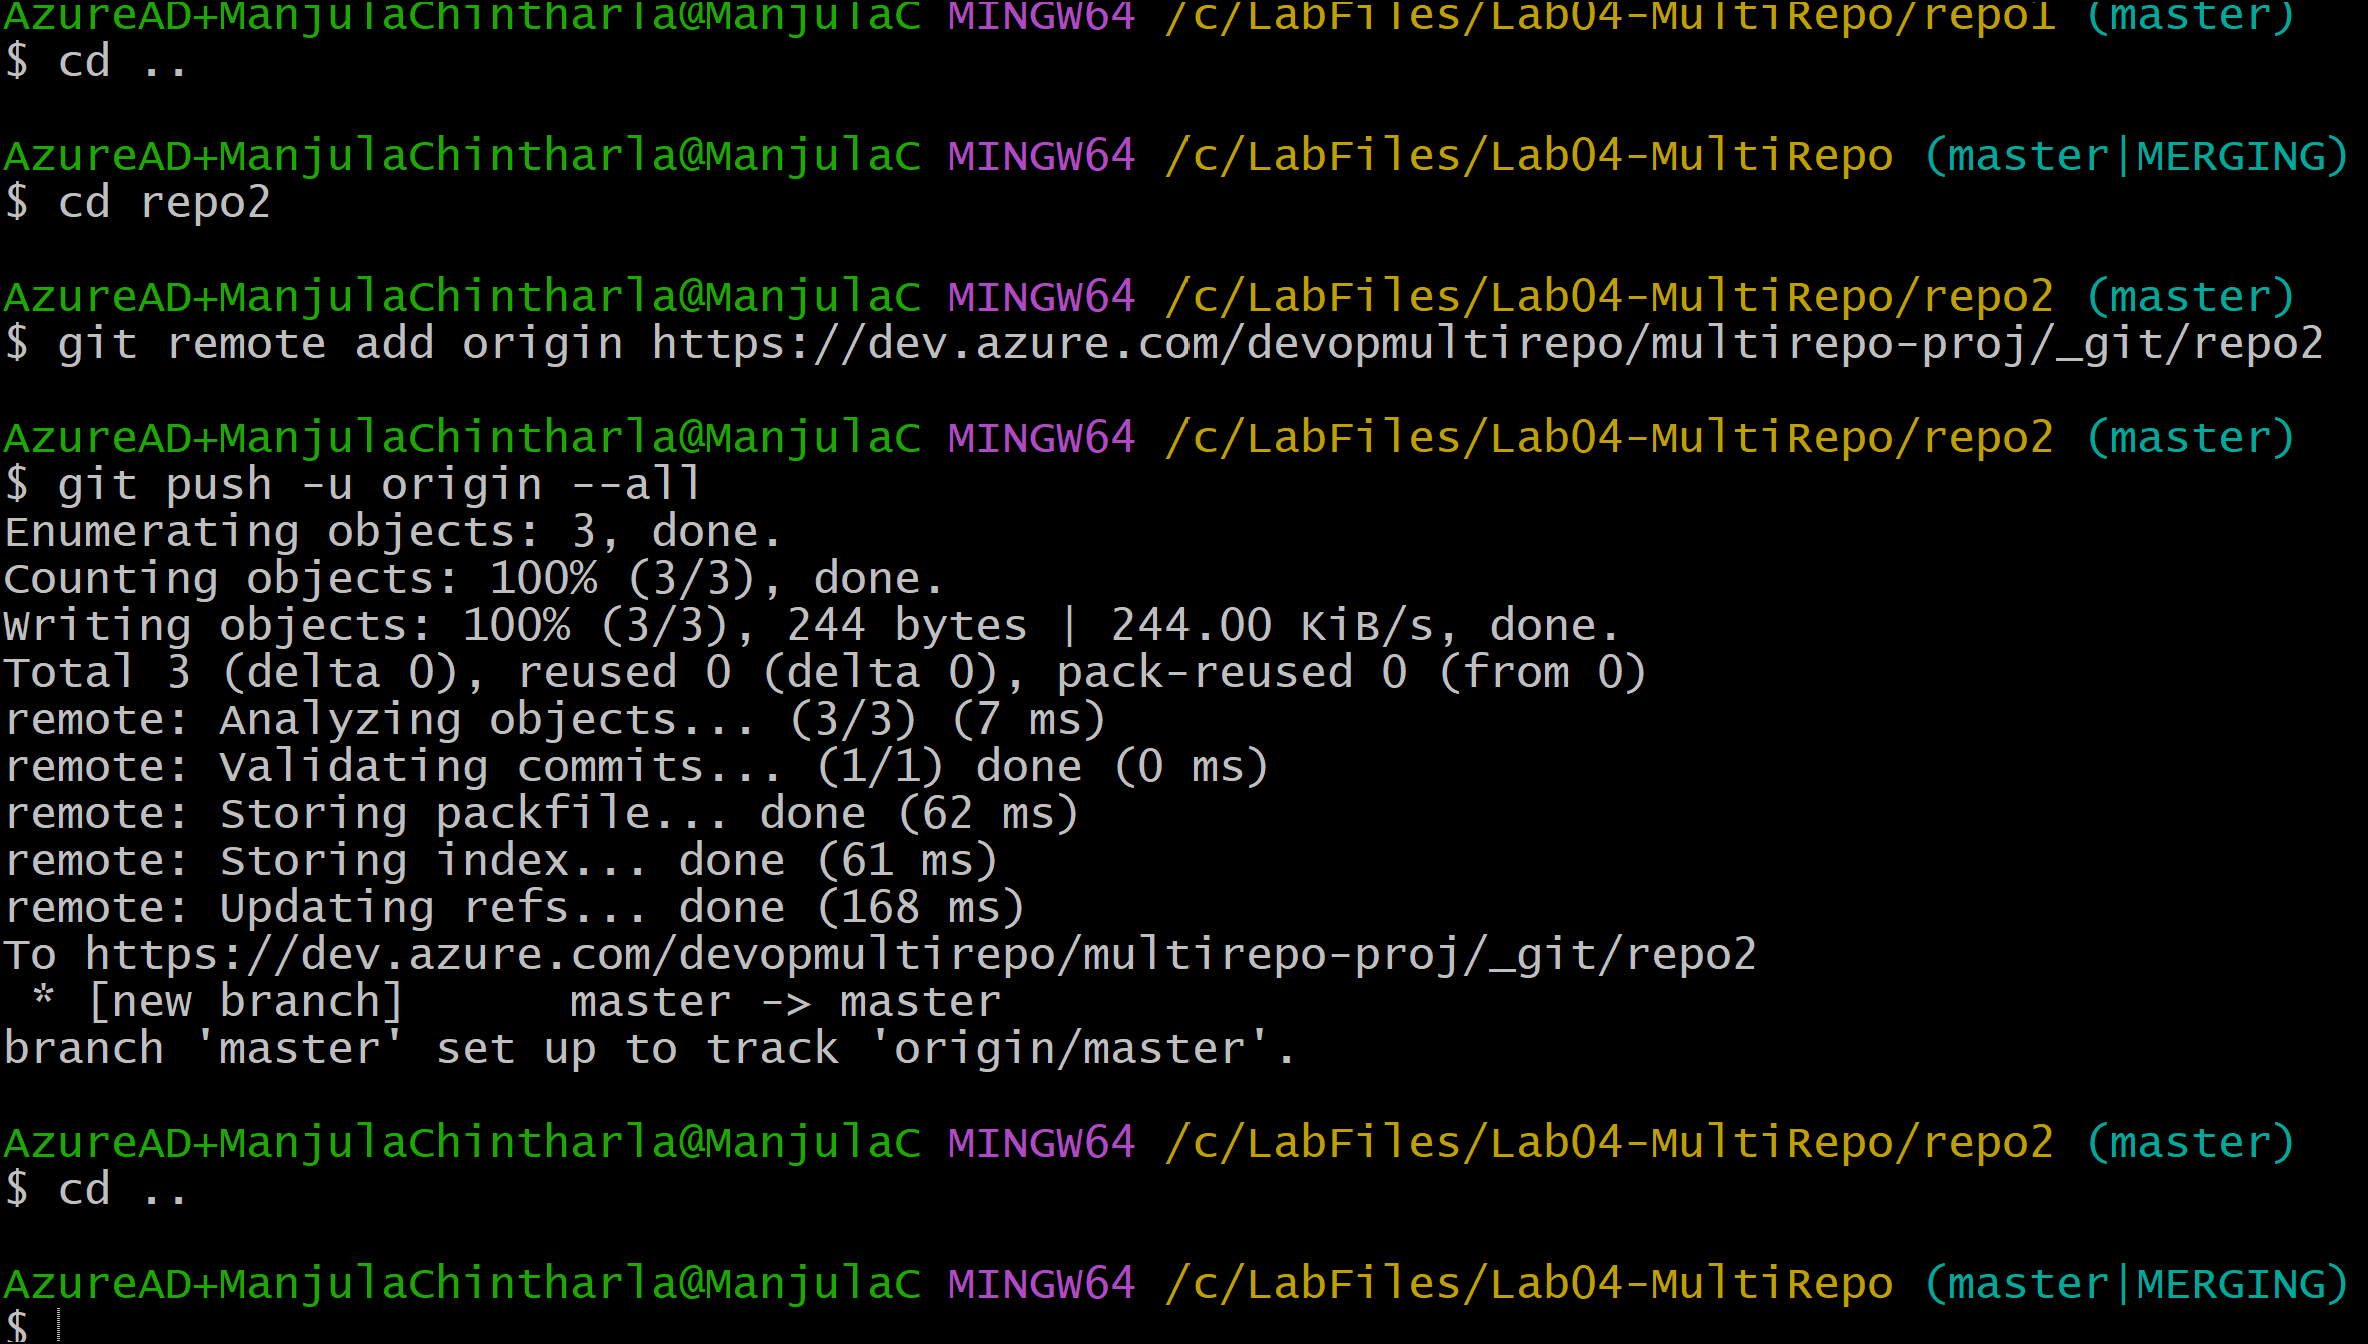 AzureAD+ManjulaChintharla@ManjulaC MINGW64 /c/LabFiles/Lab04-MultiRepo/repo1 (master)
$ cd ..
AzureAD+ManjulaChintharla@ManjulaC MINGW64 /c/LabFiles/Lab04-MultiRepo (master|MERGING)
$ cd repo2
AzureAD+ManjulaChintharla@ManjulaC MINGW64 /c/LabFiles/Lab04-MultiRepo/repo2 (master)
$ git remote add origin https://dev.azure.com/devopmultirepo/multirepo-proj/_git/repo2
AzureAD+ManjulaChintharla@ManjulaC MINGW64 /c/LabFiles/Lab04-MultiRepo/repo2 (master)
$ git push -u origin --all
Enumerating objects: 3, done.
Counting objects: 100% (3/3), done.
Writing objects: 100% (3/3), 244 bytes | 244.00 KiB/s, done.
Total 3 (delta 0), reused 0 (delta 0), pack-reused 0 (from 0)
remote: Analyzing objects... (3/3) (7 ms)
remote: Validating commits... (1/1) done (0 ms)
remote: Storing packfile... done (62 ms)
remote: Storing index... done (61 ms)
remote: Updating refs... done (168 ms)
To https://dev.azure.com/devopmultirepo/multirepo-proj/_git/repo2
 * [new branch]      master -> master
branch 'master' set up to track 'origin/master'.
AzureAD+ManjulaChintharla@ManjulaC MINGW64 /c/LabFiles/Lab04-MultiRepo/repo2 (master)
$ cd ..
AzureAD+ManjulaChintharla@ManjulaC MINGW64 /c/LabFiles/Lab04-MultiRepo (master|MERGING)
$